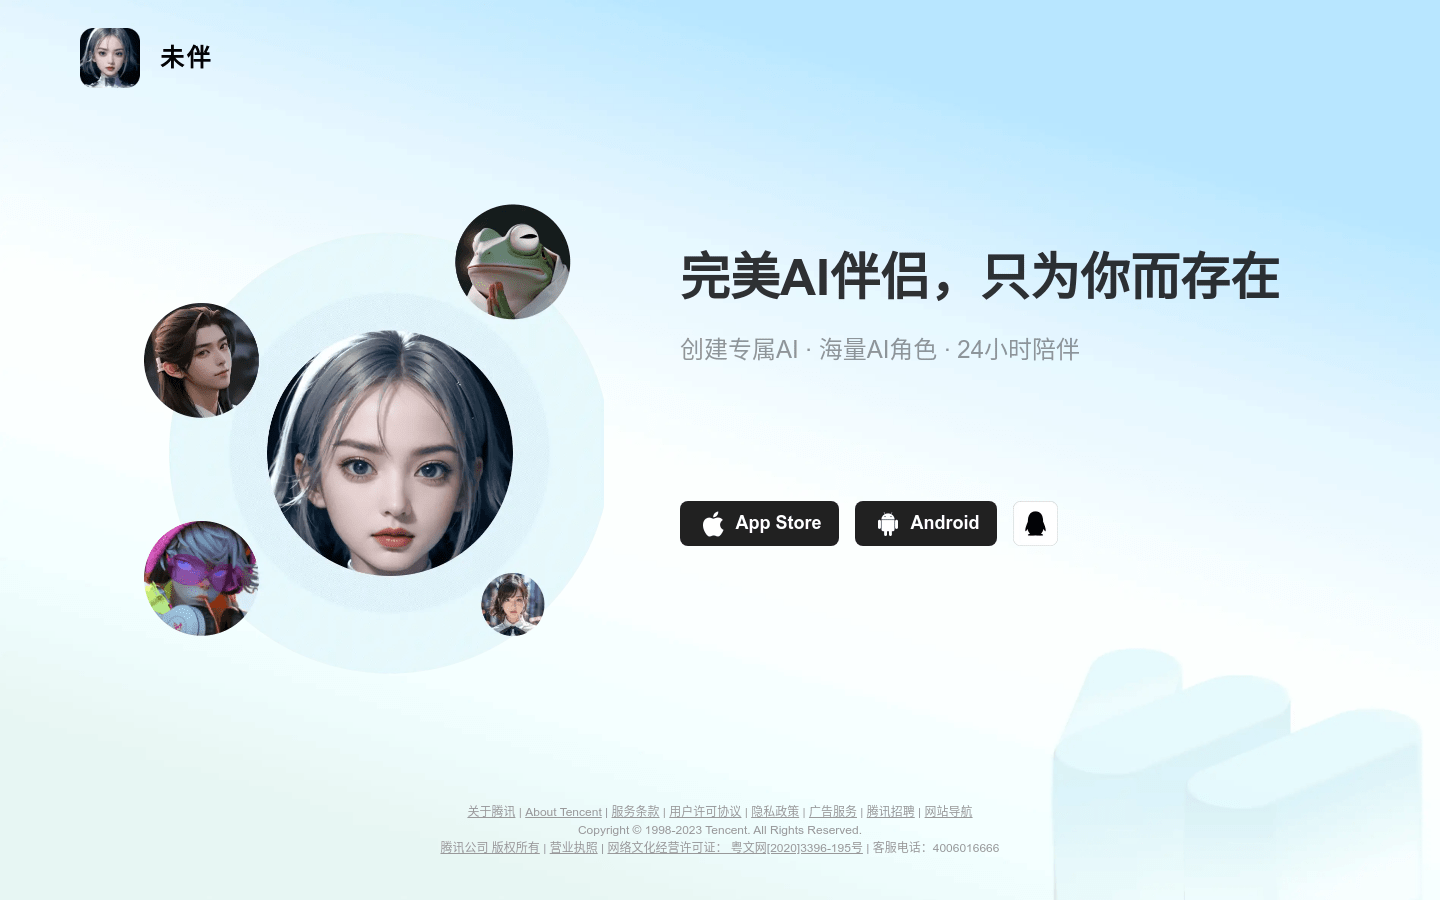 未伴
完美AI伴侣，只为你而存在
创建专属AI · 海量AI角色 · 24小时陪伴
App Store
Android
关于腾讯 | About Tencent | 服务条款 | 用户许可协议 | 隐私政策 | 广告服务 | 腾讯招聘 | 网站导航
Copyright © 1998-2023 Tencent. All Rights Reserved.
腾讯公司 版权所有 | 营业执照 | 网络文化经营许可证： 粤文网[2020]3396-195号 | 客服电话：4006016666